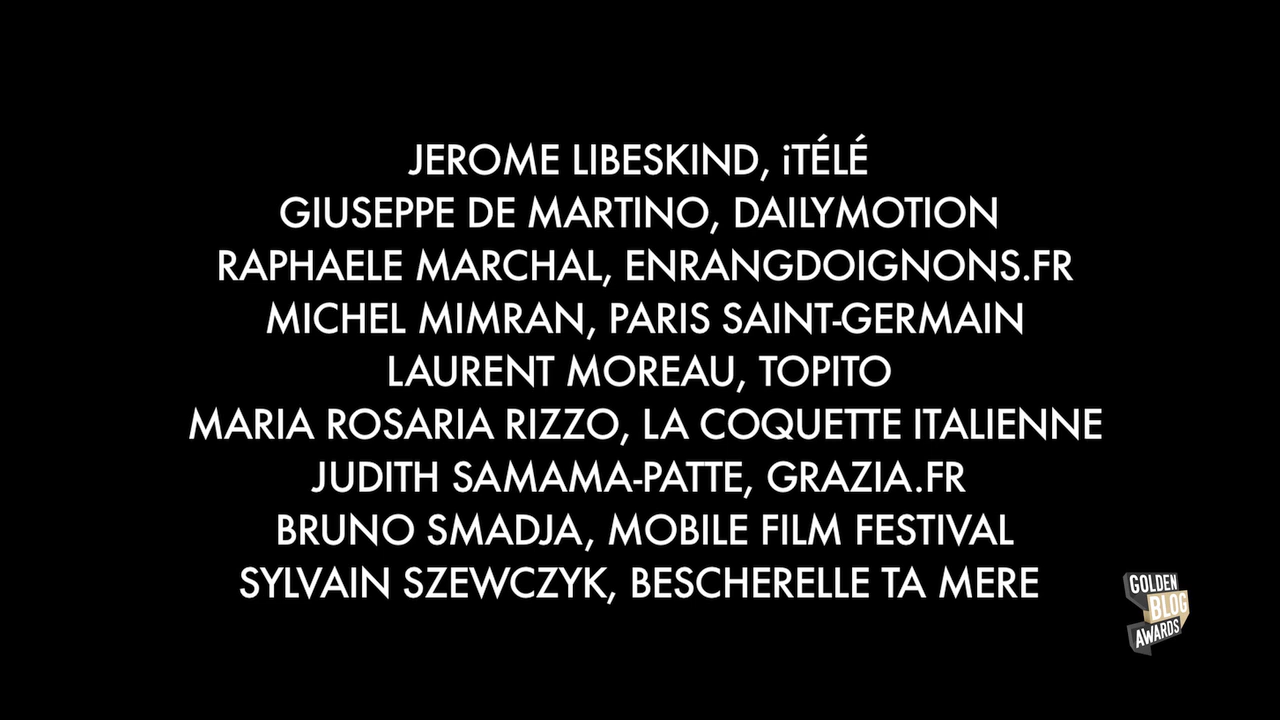 JEROME LIBESKIND, iTÉLÉ
GIUSEPPE DE MARTINO, DAILYMOTION
RAPHAELE MARCHAL, ENRANGDOIGNONS.FR
MICHEL MIMRAN, PARIS SAINT-GERMAIN
LAURENT MOREAU, TOPITO
MARIA ROSARIA RIZZO, LA COQUETTE ITALIENNE
JUDITH SAMAMA-PATTE, GRAZIA.FR
BRUNO SMADJA, MOBILE FILM FESTIVAL
SYLVAIN SZEWCZYK, BESCHERELLE TA MERE
GOLDEN
BLOG
AWARDS